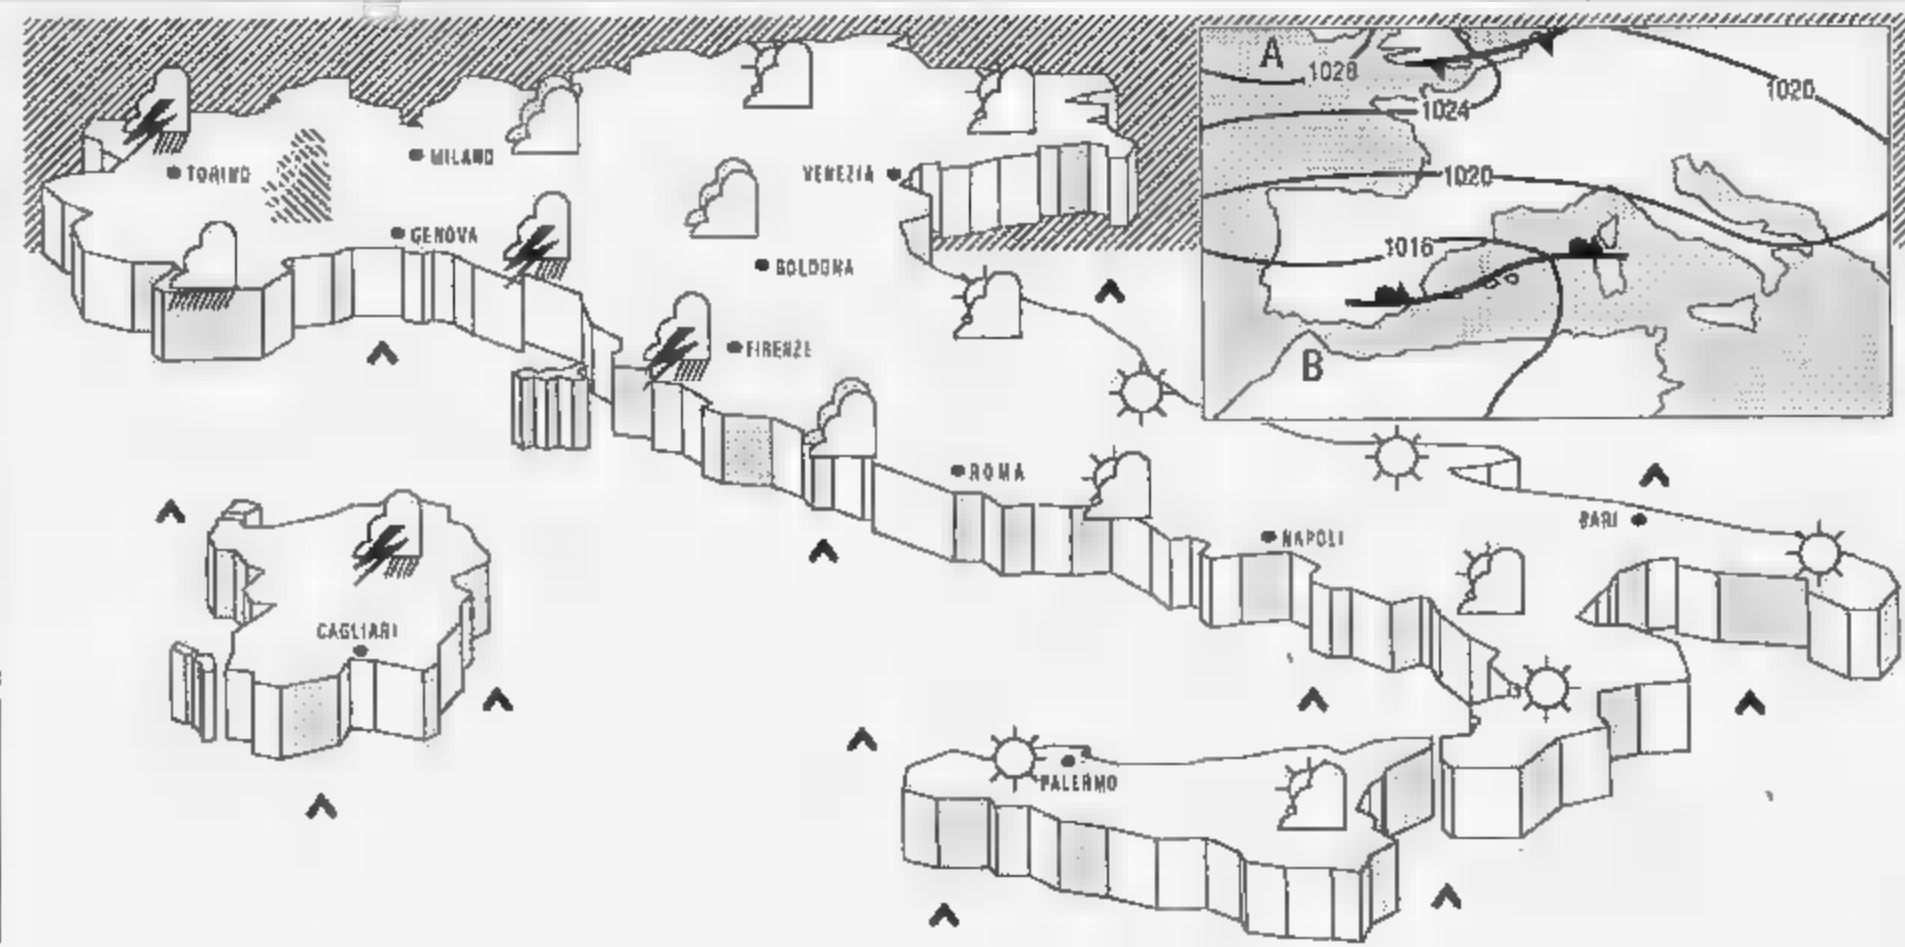 A
1028
1020
1024
MILANO
TORINO
VENEZIA
1020
GENOVA
1016
BOLOGNA
FIRENZE
B
ROMA
BARI
NAPOLI
CAGLIARI
PALERMO